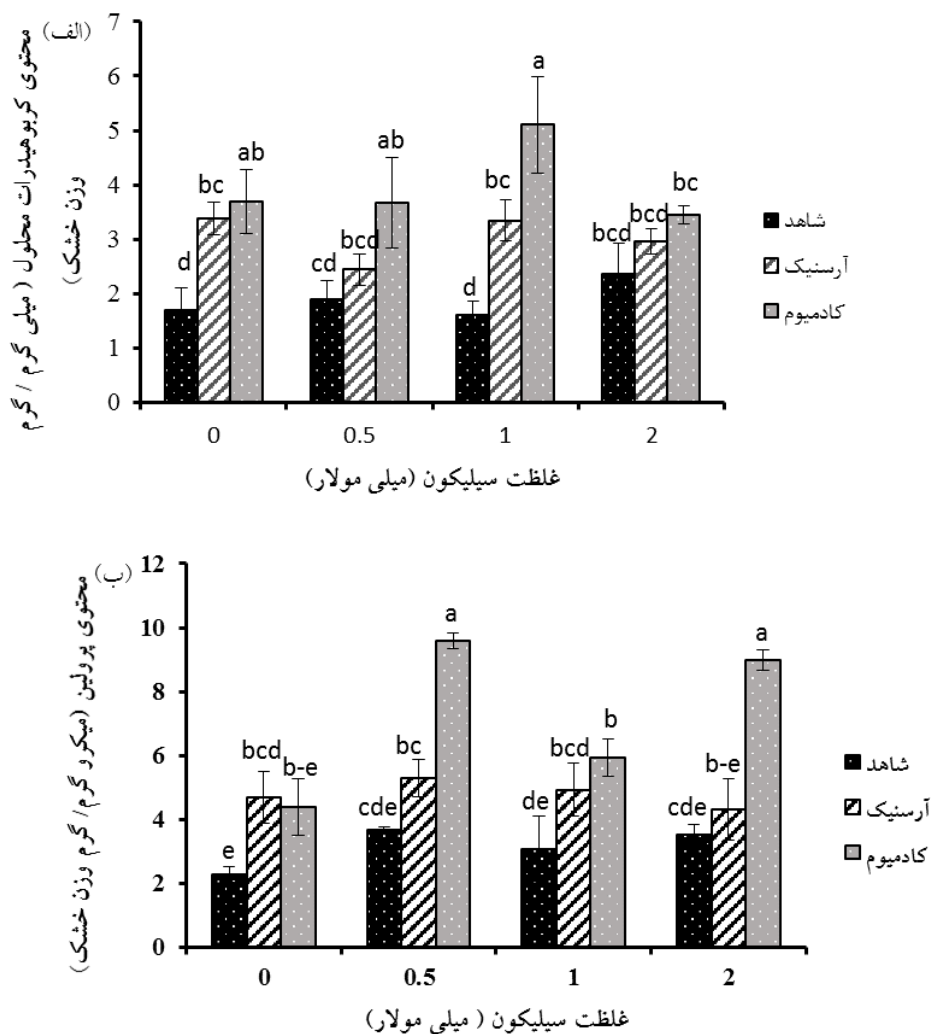 (الف)
محتوی کربوهیدرات محلول ( میلی گرم / گرم
وزن خشک)
7
6
5
4
3
2
1
0
d
bc
ab
cd
bcd
ab
d
bc
a
bcd
bcd
bc
شاهد
آرسنیک
کادمیوم
0 0.5 1 2
غلظت سیلیکون (میلی مولار)
(ب)
محتوی پرولین (میکرو گرم/ گرم وزن خشک)
12
10
8
6
4
2
0
e
bcd
b-e
cde
bc
a
de
bcd
b
cde
b-e
a
شاهد
آرسنیک
کادمیوم
0 0.5 1 2
غلظت سیلیکون ( میلی مولار)